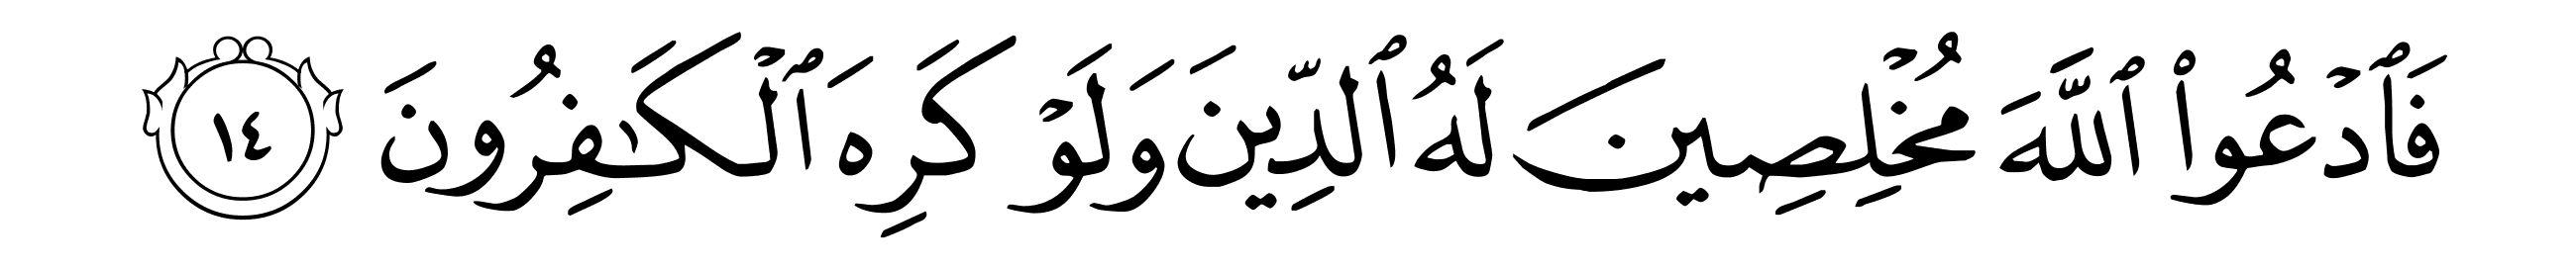 فَٱدۡعُواْ ٱللَّهَ مُخۡلِصِينَ لَهُ ٱلدِّينَ وَلَوۡ كَرِهَ ٱلۡكَٰفِرُونَ ١٤